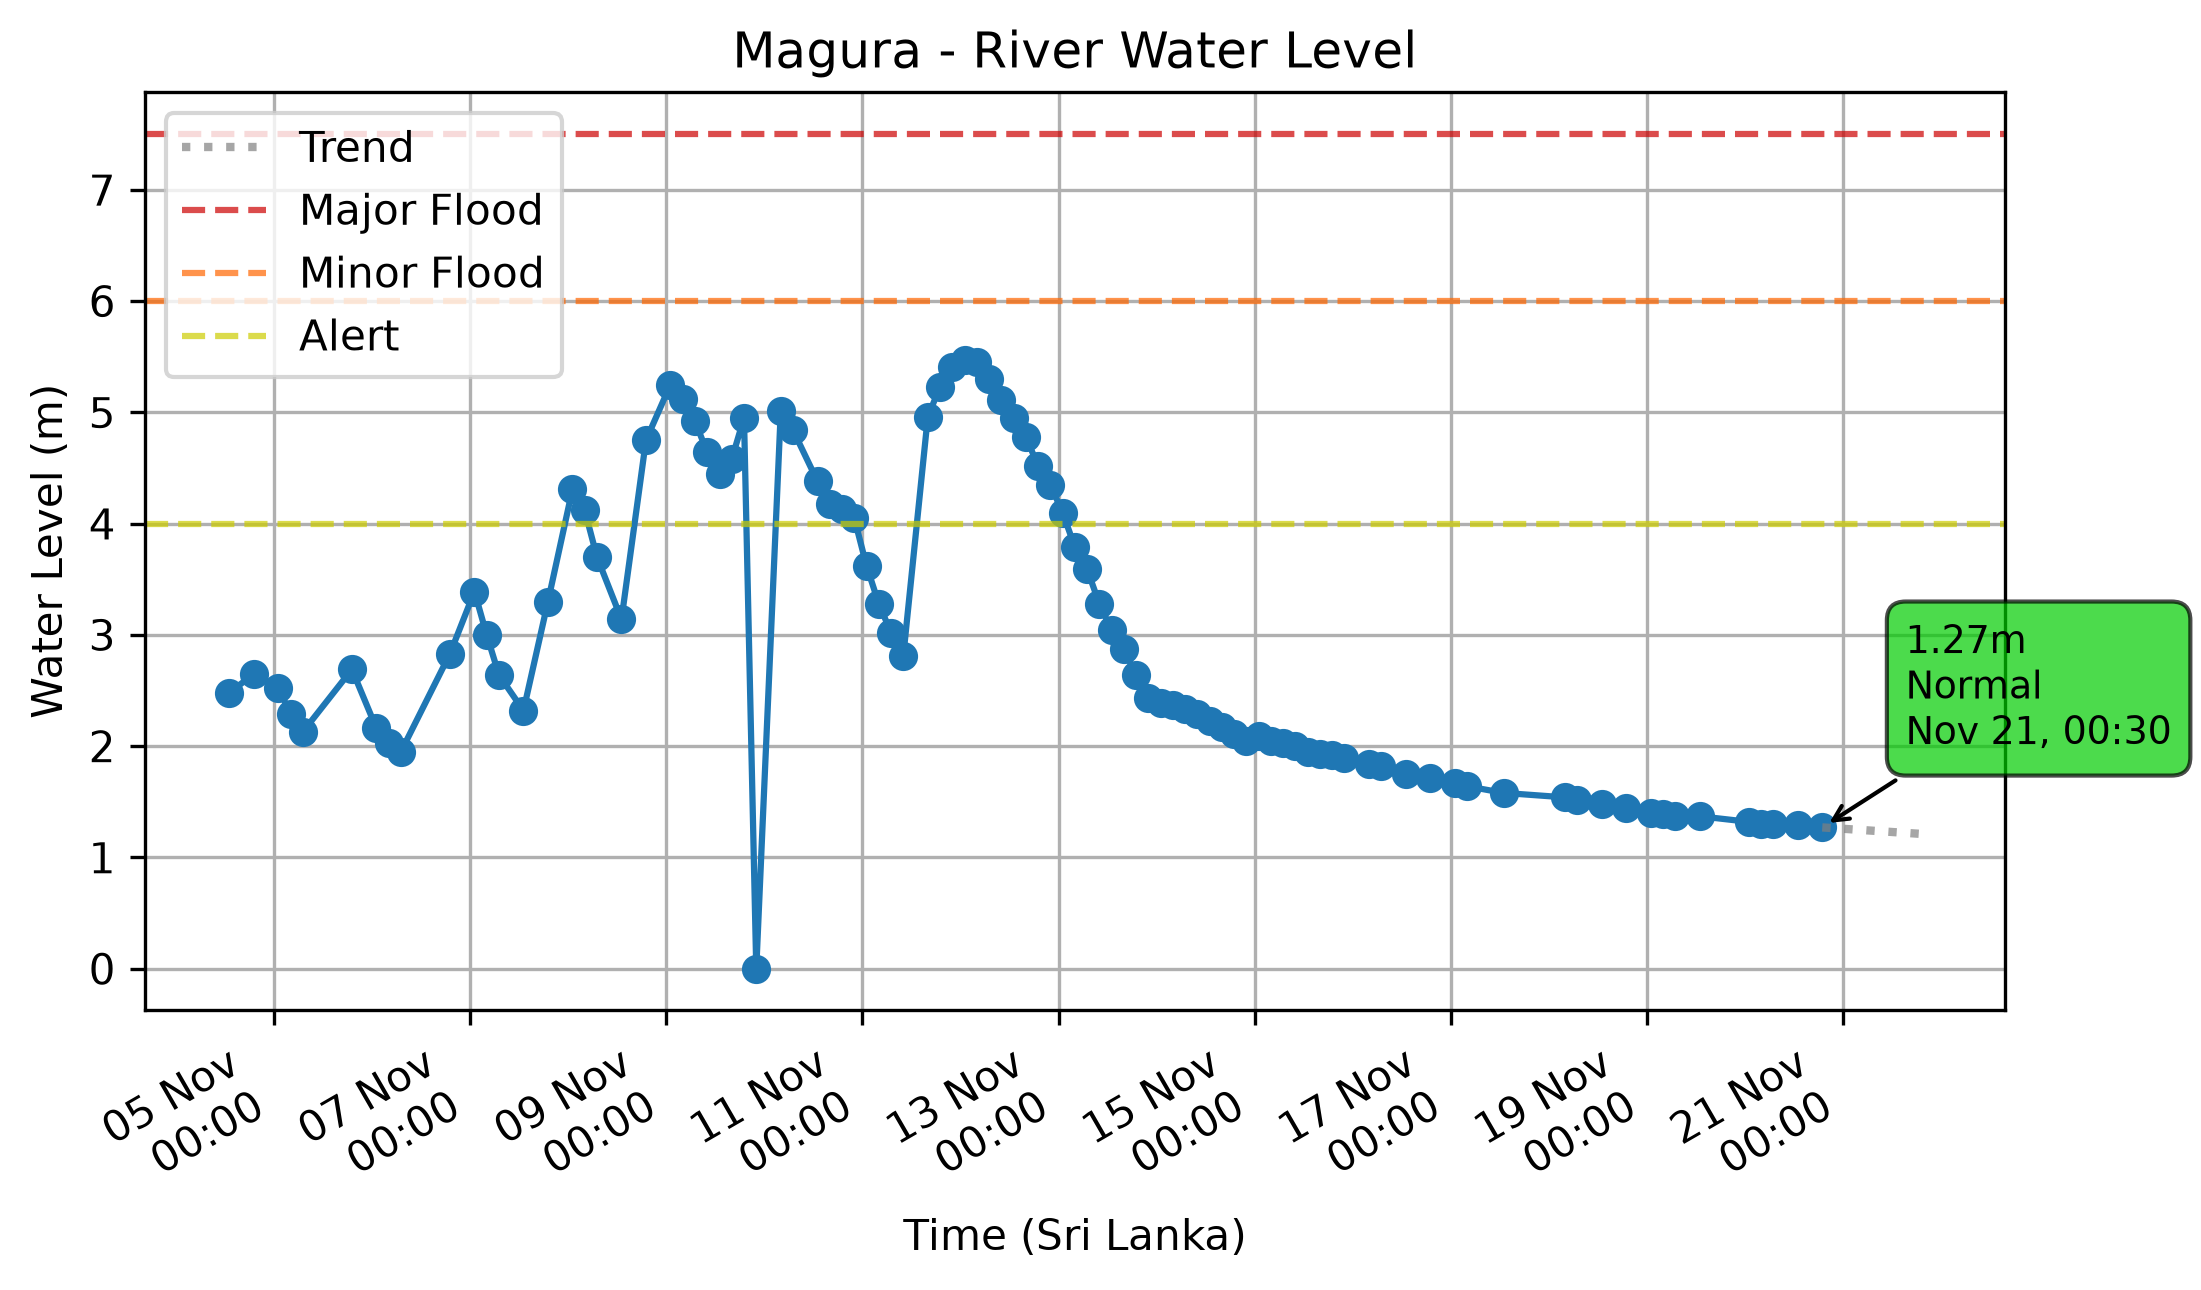 Magura - River Water Level
Trend
Major Flood
Minor Flood
Alert
Water Level (m)
7
6
5
4
3
2
1
0
1.27m
Normal
Nov 21, 00:30
05 Nov
00:00
07 Nov
00:00
09 Nov
00:00
11 Nov
00:00
13 Nov
00:00
15 Nov
00:00
17 Nov
00:00
19 Nov
00:00
21 Nov
00:00
Time (Sri Lanka)